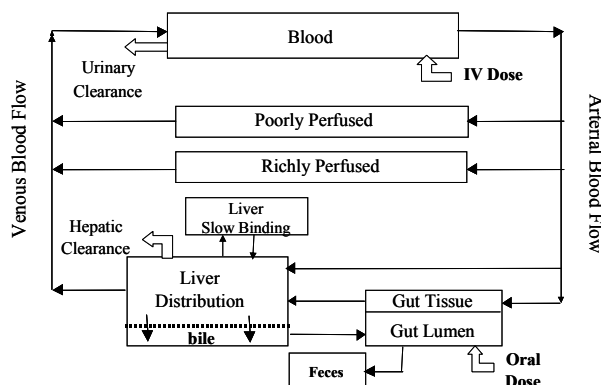 Blood
Urinary
Clearance
IV Dose
Venous Blood Flow
Arterial Blood Flow
Poorly Perfused
Richly Perfused
Liver
Slow Binding
Hepatic
Clearance
Liver
Distribution
bile
Gut Tissue
Gut Lumen
Feces
Oral
Dose